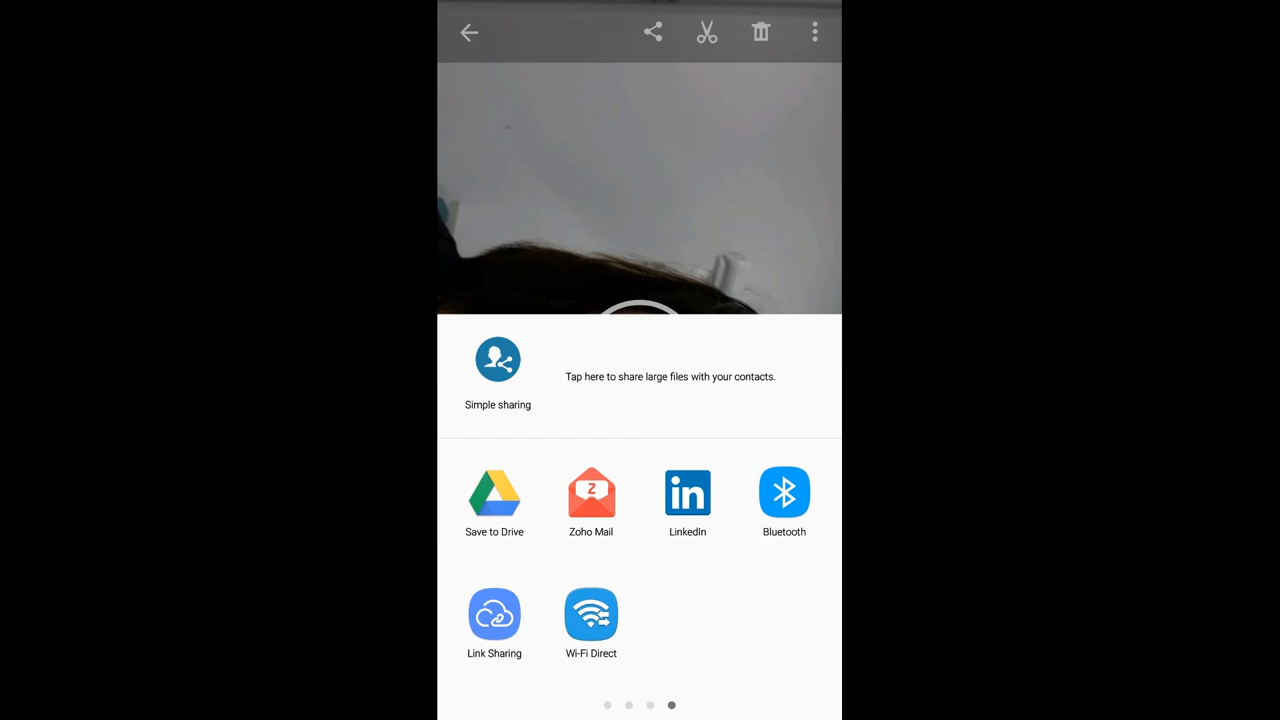 Tap here to share large files with your contacts.
Simple sharing
Z
in
Save to Drive
Zoho Mail
LinkedIn
Bluetooth
Link Sharing
Wi-Fi Direct